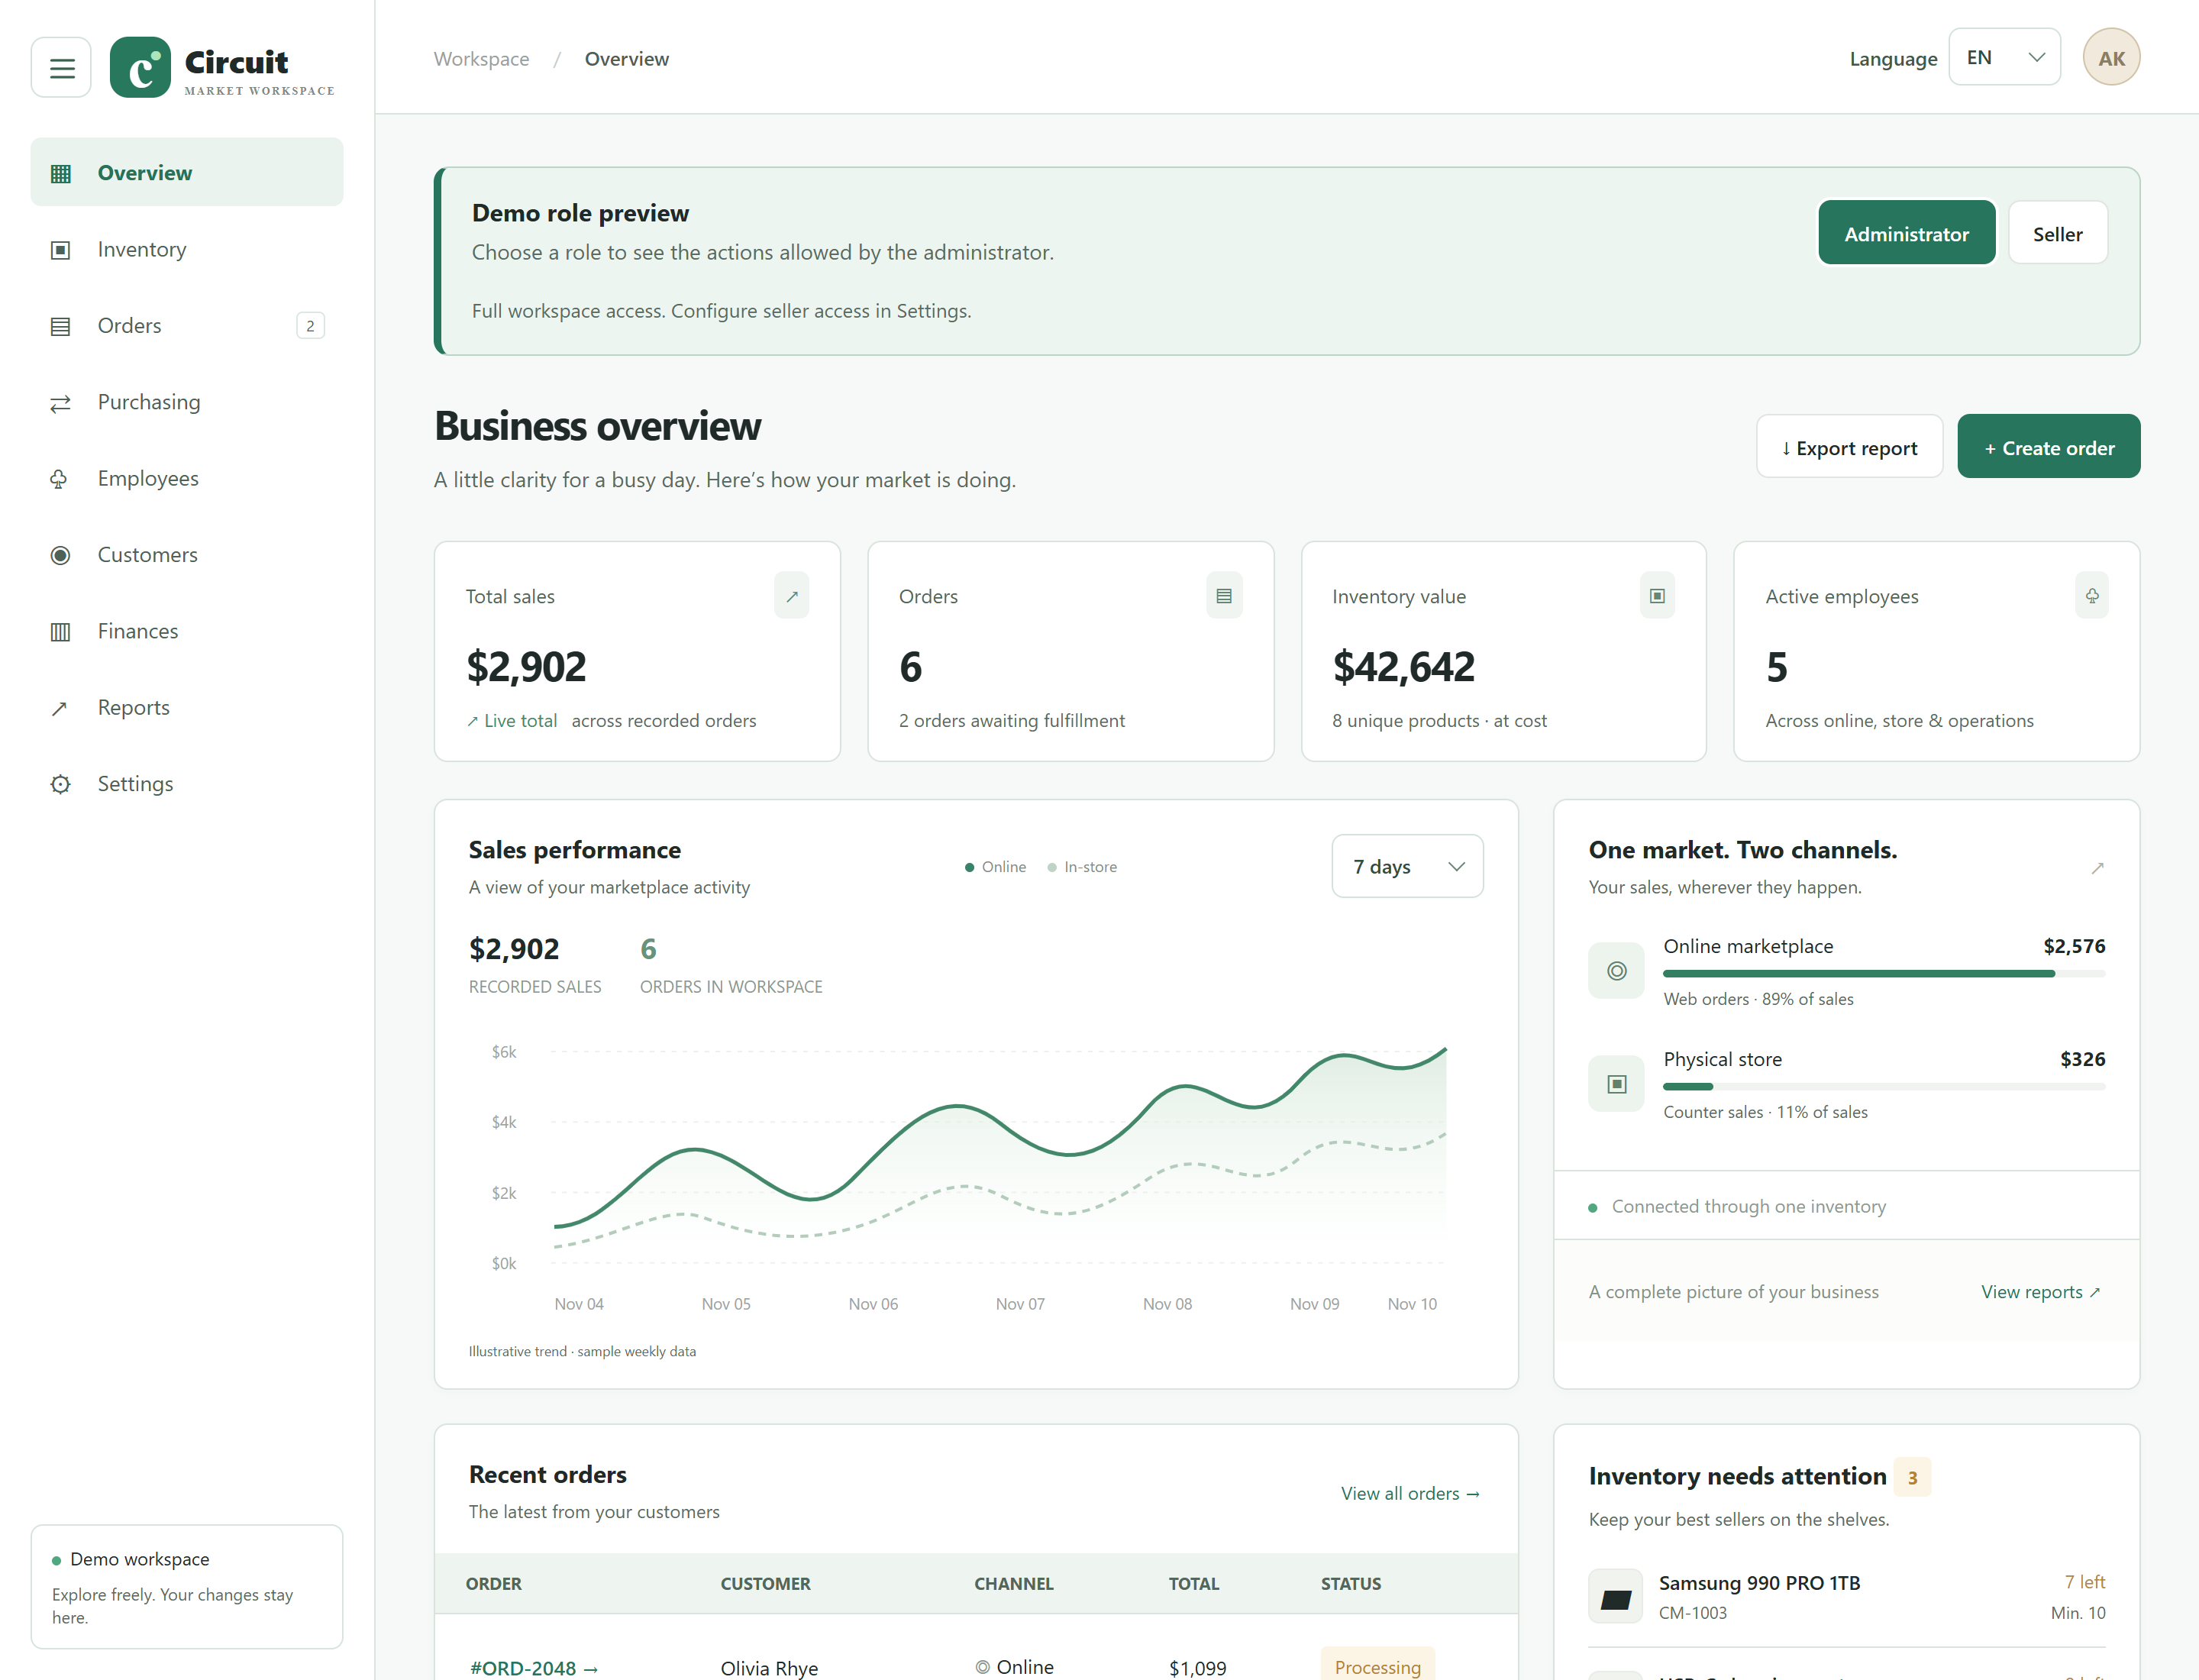 Circuit
MARKET WORKSPACE
Overview
Inventory
Orders 2
Purchasing
Employees
Customers
Finances
Reports
Settings
Demo workspace
Explore freely. Your changes stay
here.
Workspace / Overview
Language EN AK
Demo role preview
Choose a role to see the actions allowed by the administrator.
Full workspace access. Configure seller access in Settings.
Administrator
Seller
Business overview
A little clarity for a busy day. Here’s how your market is doing.
↓ Export report
+ Create order
Total sales ↗
$2,902
↗ Live total across recorded orders
Orders
6
2 orders awaiting fulfillment
Inventory value
$42,642
8 unique products · at cost
Active employees
5
Across online, store & operations
Sales performance
A view of your marketplace activity
Online In-store
7 days
$2,902
RECORDED SALES
6
ORDERS IN WORKSPACE
$6k
$4k
$2k
$0k
Nov 04 Nov 05 Nov 06 Nov 07 Nov 08 Nov 09 Nov 10
Illustrative trend · sample weekly data
One market. Two channels.
Your sales, wherever they happen.
↗
Online marketplace $2,576
Web orders · 89% of sales
Physical store $326
Counter sales · 11% of sales
Connected through one inventory
A complete picture of your business View reports ↗
Recent orders
The latest from your customers
View all orders →
ORDER CUSTOMER CHANNEL TOTAL STATUS
#ORD-2048 → Olivia Rhye ◎ Online $1,099 Processing
Inventory needs attention 3
Keep your best sellers on the shelves.
Samsung 990 PRO 1TB 7 left
CM-1003 Min. 10